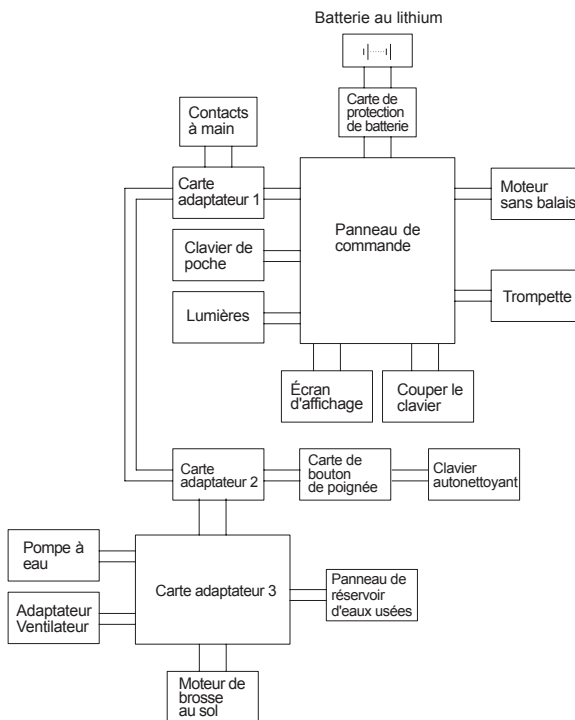 Batterie au lithium
Carte de
protection
de batterie
Contacts
à main
Carte
adaptateur 1
Panneau de
commande
Moteur
sans balais
Clavier de
poche
Trompette
Lumières
Écran
d'affichage
Couper le
clavier
Carte
adaptateur 2
Carte de
bouton
de poignée
Clavier
autonettoyant
Pompe à
eau
Carte adaptateur 3
Panneau de
réservoir
d'eaux usées
Adaptateur
Ventilateur
Moteur de
brosse
au sol